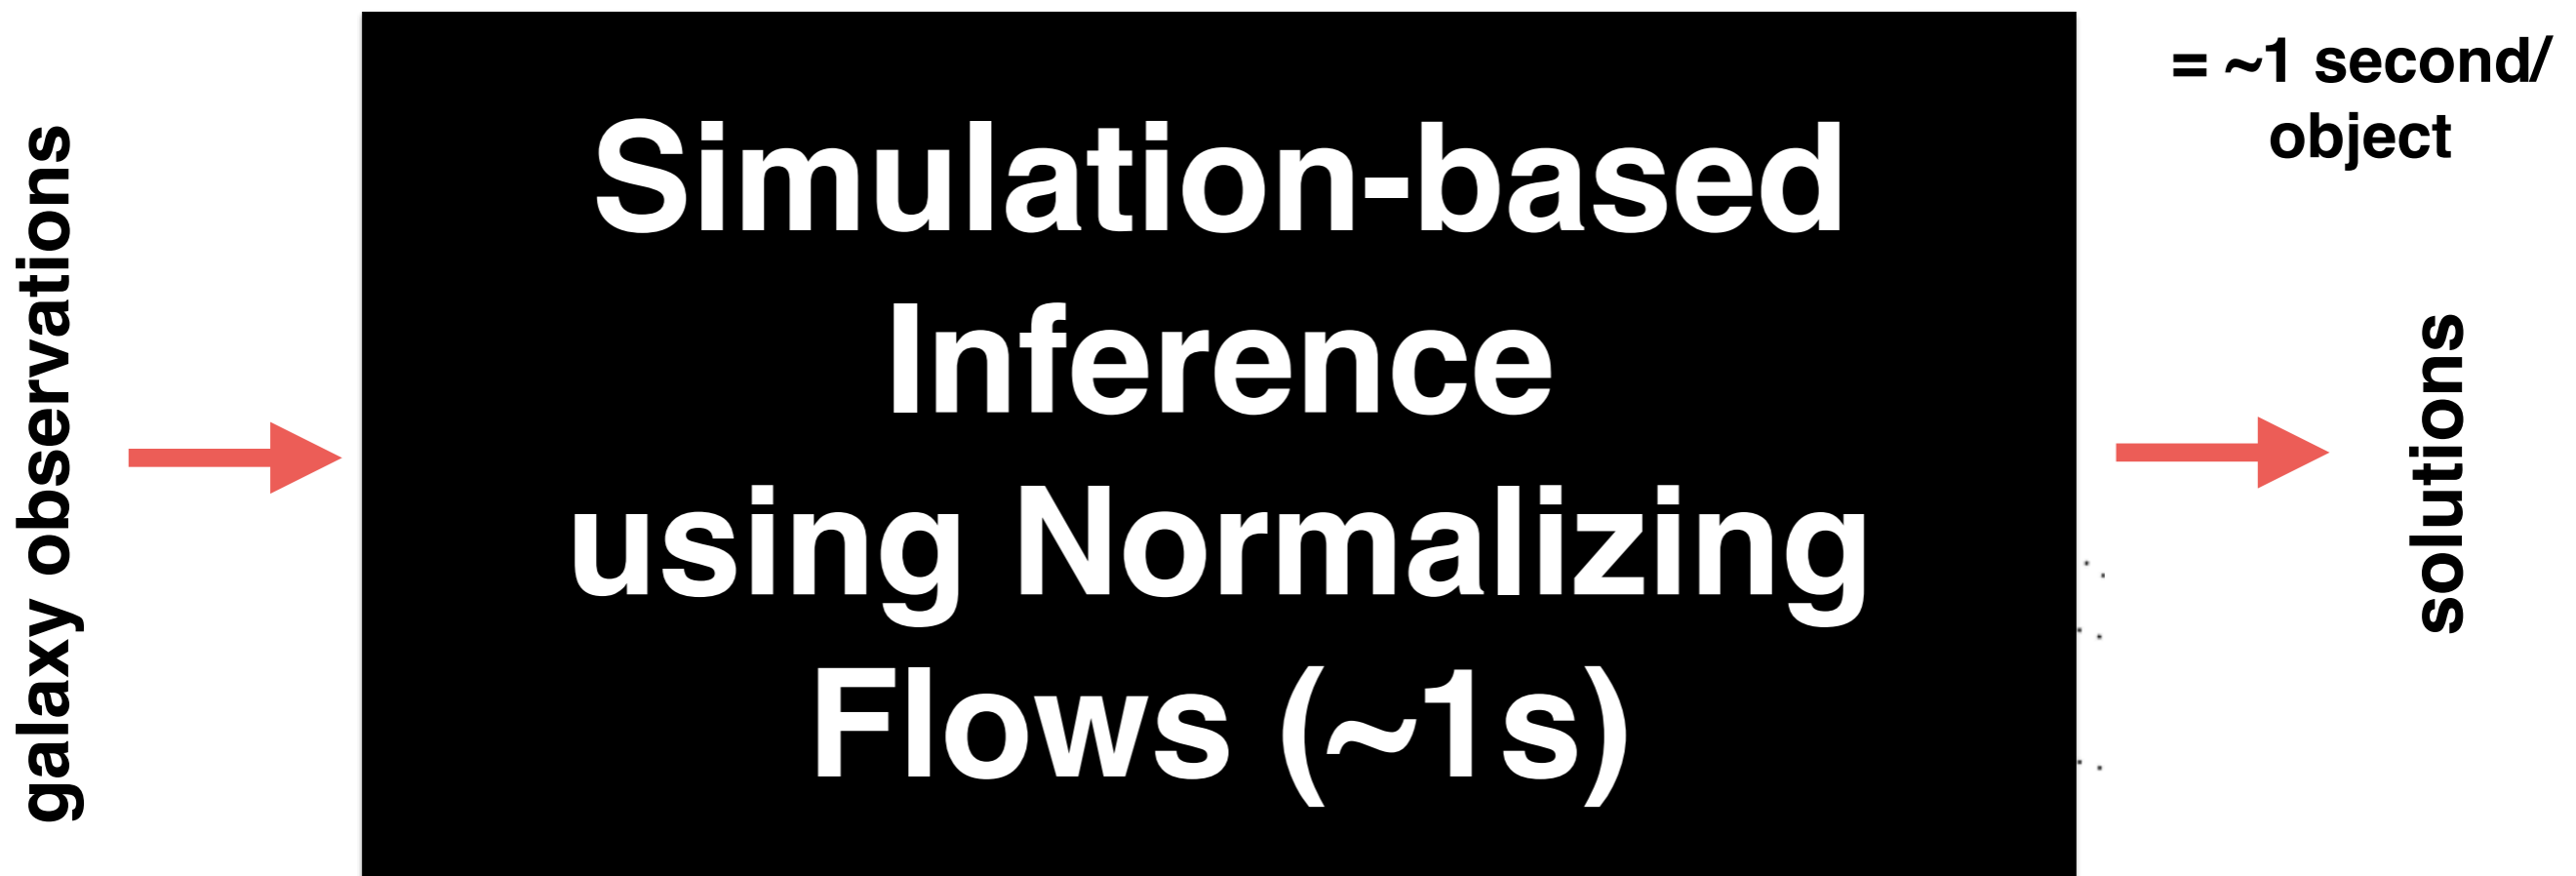 galaxy observations
Simulation-based
Inference
using Normalizing
Flows (~1s)
= ~1 second/
object
solutions